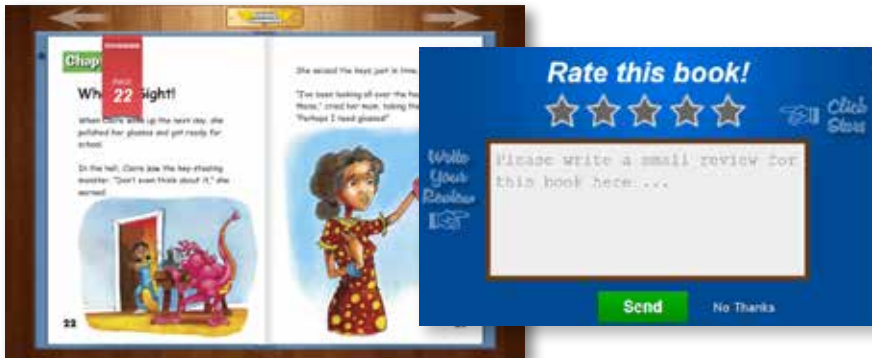 Chap
PAGE
22
Wh Sight!
When Claire woke up the next day, she
polished her glasses and got ready for
school.
In the hall, Claire saw the key-stealing
monster. "Don't even think about it," she
warned.
22
She seized the keys just in time.
"I've been looking all over the
cried her mum, taking the
"Perhaps I need glasses!"
Rate this book!
Click
Stars
Write
Your
Review
Please write a small review for
this book here ...
Send
No Thanks